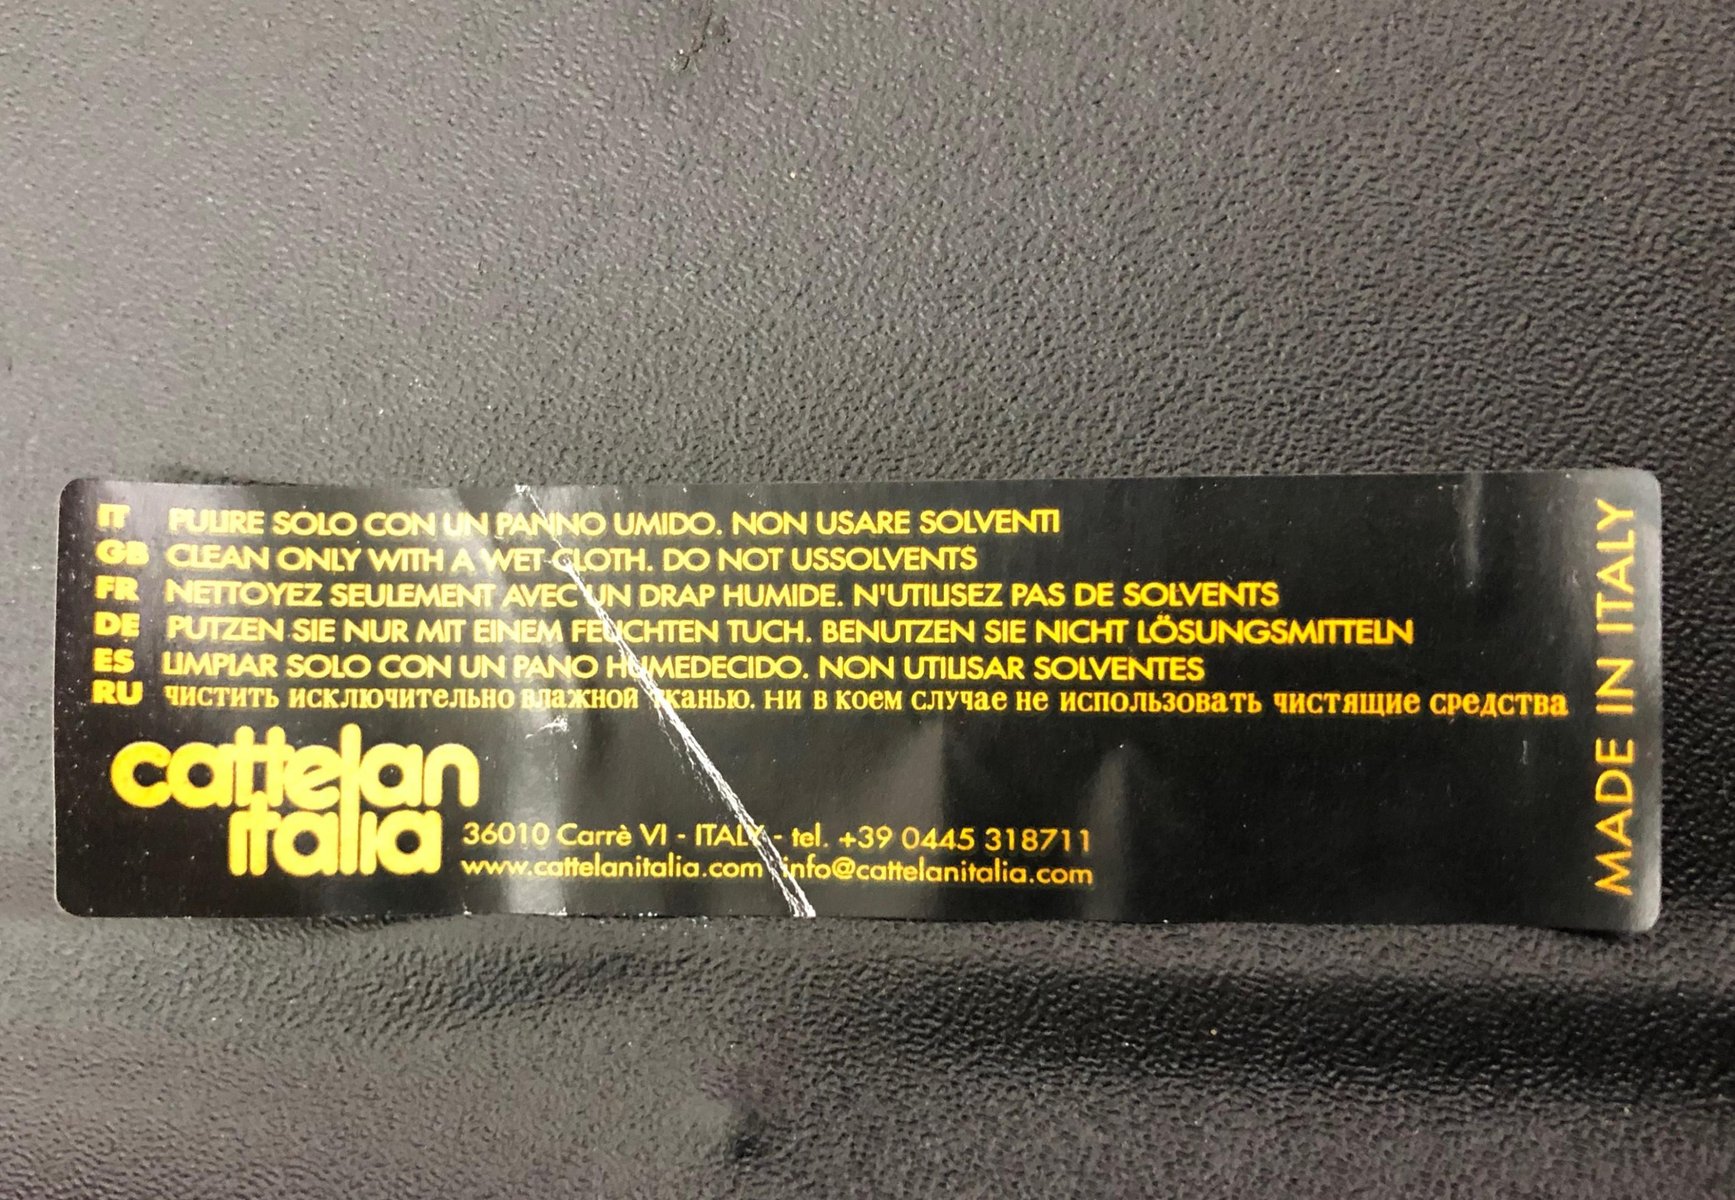 IT PULIRE SOLO CON UN PANNO UMIDO. NON USARE SOLVENTI
GB CLEAN ONLY WITH A WET CLOTH. DO NOT USSOLVENTS
FR NETTOYEZ SEULEMENT AVEC UN DRAP HUMIDE. N'UTILISEZ PAS DE SOLVENTS
DE PUTZEN SIE NUR MIT EINEM FEUCHTEN TUCH. BENUTZEN SIE NICHT LÖSUNGSMITTELN
ES LIMPIAR SOLO CON UN PANO HUMEDECIDO. NON UTILISAR SOLVENTES
RU чистить исключительно влажной тканью. ни в коем случае не использовать чистящие средства
cattelan
italia
36010 Carrè VI - ITALY - tel. +39 0445 318711
www.cattelanitalia.com info@cattelanitalia.com
MADE IN ITALY